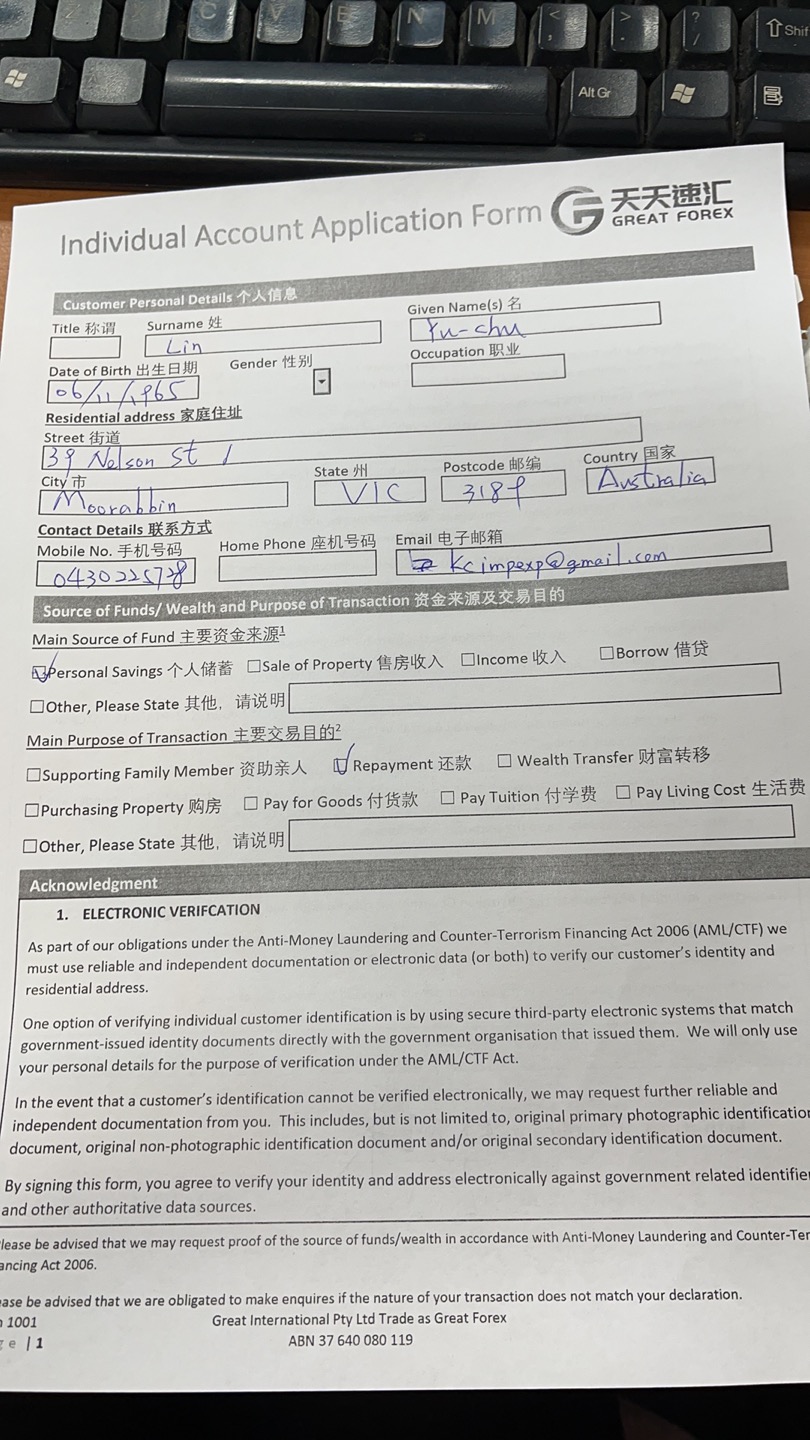 C V B N M < , > . ? / Shif
Alt Gr
Individual Account Application Form 天天速汇
GREAT FOREX
Customer Personal Details 个人信息
Title 称谓 Surname 姓 Given Name(s) 名
Lin Yu-chu
Date of Birth 出生日期 Gender 性别 Occupation 职业
06/11/1965
Residential address 家庭住址
Street 街道
39 Nelson St
City 市 State 州 Postcode 邮编 Country 国家
Moorabbin VIC 3189 Australia
Contact Details 联系方式
Mobile No. 手机号码 Home Phone 座机号码 Email 电子邮箱
0430225728 kcimpexp@gmail.com
Source of Funds/ Wealth and Purpose of Transaction 资金来源及交易目的
Main Source of Fund 主要资金来源1
Personal Savings 个人储蓄 Sale of Property 售房收入 Income 收入 Borrow 借贷
Other, Please State 其他，请说明
Main Purpose of Transaction 主要交易目的2
Supporting Family Member 资助亲人 Repayment 还款 Wealth Transfer 财富转移
Purchasing Property 购房 Pay for Goods 付货款 Pay Tuition 付学费 Pay Living Cost 生活费
Other, Please State 其他，请说明
Acknowledgment
1. ELECTRONIC VERIFCATION
As part of our obligations under the Anti-Money Laundering and Counter-Terrorism Financing Act 2006 (AML/CTF) we
must use reliable and independent documentation or electronic data (or both) to verify our customer's identity and
residential address.
One option of verifying individual customer identification is by using secure third-party electronic systems that match
government-issued identity documents directly with the government organisation that issued them. We will only use
your personal details for the purpose of verification under the AML/CTF Act.
In the event that a customer's identification cannot be verified electronically, we may request further reliable and
independent documentation from you. This includes, but is not limited to, original primary photographic identification
document, original non-photographic identification document and/or original secondary identification document.
By signing this form, you agree to verify your identity and address electronically against government related identifie
and other authoritative data sources.
lease be advised that we may request proof of the source of funds/wealth in accordance with Anti-Money Laundering and Counter-Ter
ancing Act 2006.
ase be advised that we are obligated to make enquires if the nature of your transaction does not match your declaration.
1001 Great International Pty Ltd Trade as Great Forex
ge | 1 ABN 37 640 080 119